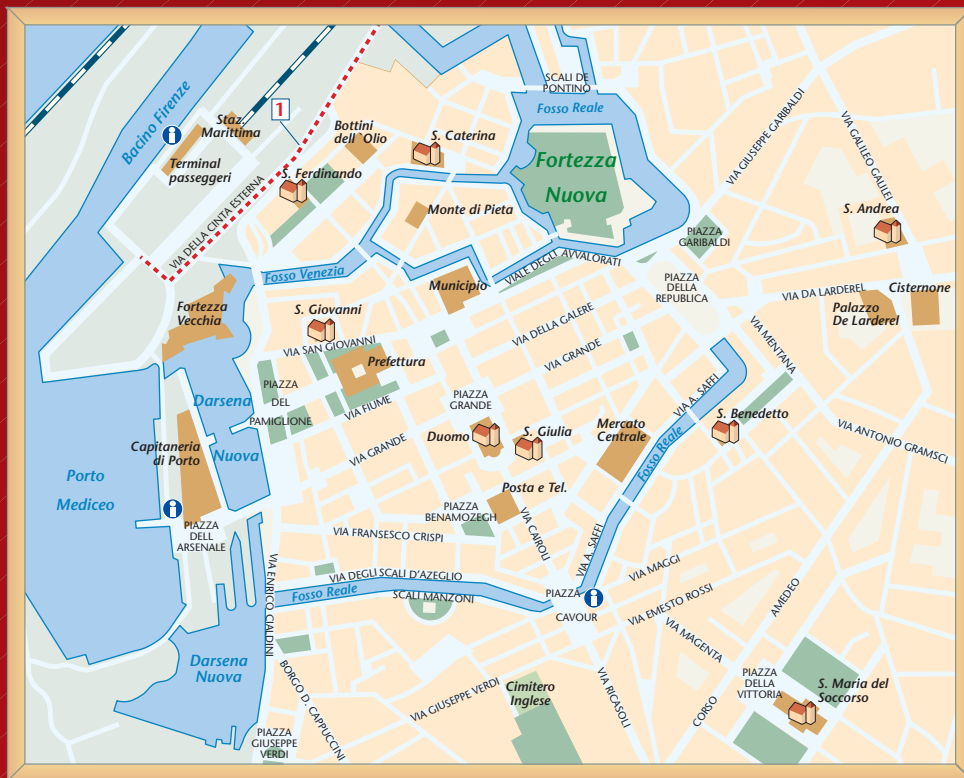 SCALI DE
PONTINO
Fosso Reale
Bacino Firenze
Staz.
Marittima
1
Bottini
dell Olio
S. Caterina
Terminal
passeggeri
S. Ferdinando
Fortezza
Nuova
VIA GIUSEPPE GARIBALDI
VIA GALILEO GALILEI
VIA DELLA CINTA ESTERNA
Monte di Pieta
S. Andrea
PIAZZA
GARIBALDI
Fosso Venezia
VIALE DEGLI AVVALORATI
Municipio
PIAZZA
DELLA
REPUBLICA
VIA DA LARDEREL
Cisternone
Palazzo
De Larderel
Fortezza
Vecchia
S. Giovanni
VIA SAN GIOVANNI
VIA DELLA GALERE
VIA GRANDE
VIA MENTANA
Prefettura
PIAZZA
DEL
PAMIGLIONE
VIA FIUME
Darsena
Nuova
PIAZZA
GRANDE
VIA A. SAFFI
S. Benedetto
Duomo
S. Giulia
Mercato
Centrale
Fosso Reale
VIA ANTONIO GRAMSCI
Capitaneria
di Porto
VIA GRANDE
Porto
Mediceo
Posta e Tel.
PIAZZA
BENAMOZEGH
VIA CAIROLI
PIAZZA
DELL
ARSENALE
VIA FRANSESCO CRISPI
VIA A. SAFFI
VIA ENRICO CIALDINI
VIA DEGLI SCALI D'AZEGLIO
Fosso Reale
SCALI MANZONI
PIAZZA
CAVOUR
VIA MAGGI
VIA EMESTO ROSSI
AMEDEO
VIA MAGENTA
Darsena
Nuova
BORGO D. CAPPUCCINI
VIA GIUSEPPE VERDI
Cimitero
Inglese
VIA RICASOLI
CORSO
PIAZZA
DELLA
VITTORIA
S. Maria del
Soccorso
PIAZZA
GIUSEPPE
VERDI